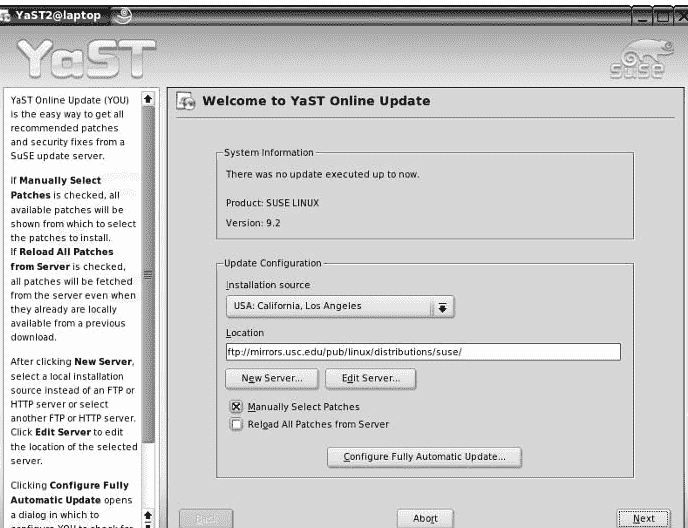 YaST2@laptop
YaST
SUSE
YaST Online Update (YOU)
is the easy way to get all
recommended patches
and security fixes from a
SuSE update server.
If Manually Select
Patches is checked, all
available patches will be
shown from which to select
the patches to install.
If Reload All Patches
from Server is checked,
all patches will be fetched
from the server even when
they already are locally
available from a previous
download.
After clicking New Server,
select a local installation
source instead of an FTP or
HTTP server or select
another FTP or HTTP server.
Click Edit Server to edit
the location of the selected
server.
Clicking Configure Fully
Automatic Update opens
a dialog in which to
configure YOU to check for
Welcome to YaST Online Update
System Information
There was no update executed up to now.
Product: SUSE LINUX
Version: 9.2
Update Configuration
Installation source
USA: California, Los Angeles
Location
ftp://mirrors.usc.edu/pub/linux/distributions/suse/
New Server...
Edit Server...
Manually Select Patches
Reload All Patches from Server
Configure Fully Automatic Update...
Back
Abort
Next